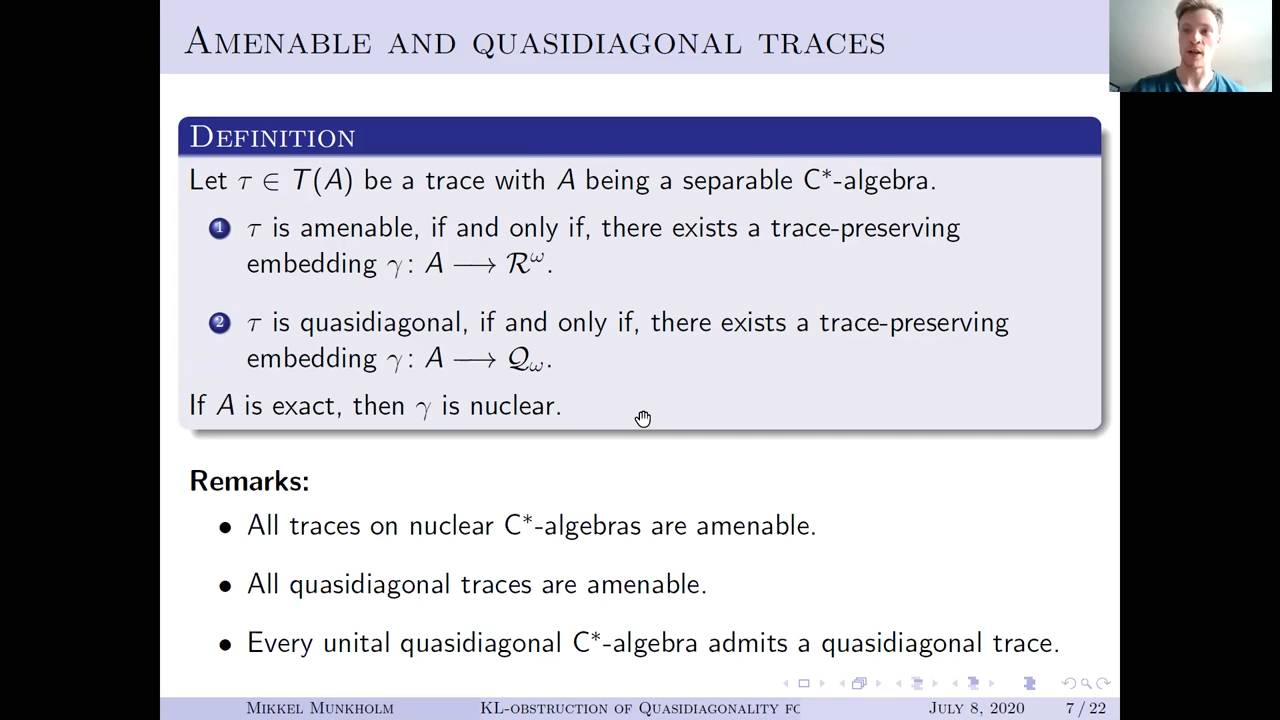 AMENABLE AND QUASIDIAGONAL TRACES
DEFINITION
Let τ ∈ T(A) be a trace with A being a separable C*-algebra.
1 τ is amenable, if and only if, there exists a trace-preserving
embedding γ: A ⟶ ℛ^ω.
2 τ is quasidiagonal, if and only if, there exists a trace-preserving
embedding γ: A ⟶ 𝒬_ω.
If A is exact, then γ is nuclear.
Remarks:
• All traces on nuclear C*-algebras are amenable.
• All quasidiagonal traces are amenable.
• Every unital quasidiagonal C*-algebra admits a quasidiagonal trace.
MIKKEL MUNKHOLM KL-OBSTRUCTION OF QUASIDIAGONALITY FO JULY 8, 2020 7 / 22